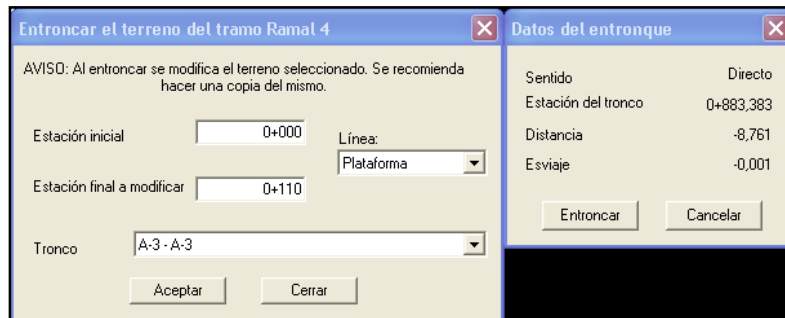 Entroncar el terreno del tramo Ramal 4
AVISO: Al entroncar se modifica el terreno seleccionado. Se recomienda
hacer una copia del mismo.
Estación inicial
0+000
Línea:
Plataforma
Estación final a modificar
0+110
Tronco
A-3 - A-3
Aceptar
Cerrar
Datos del entronque
Sentido
Directo
Estación del tronco
0+883,383
Distancia
-8,761
Esviaje
-0,001
Entroncar
Cancelar